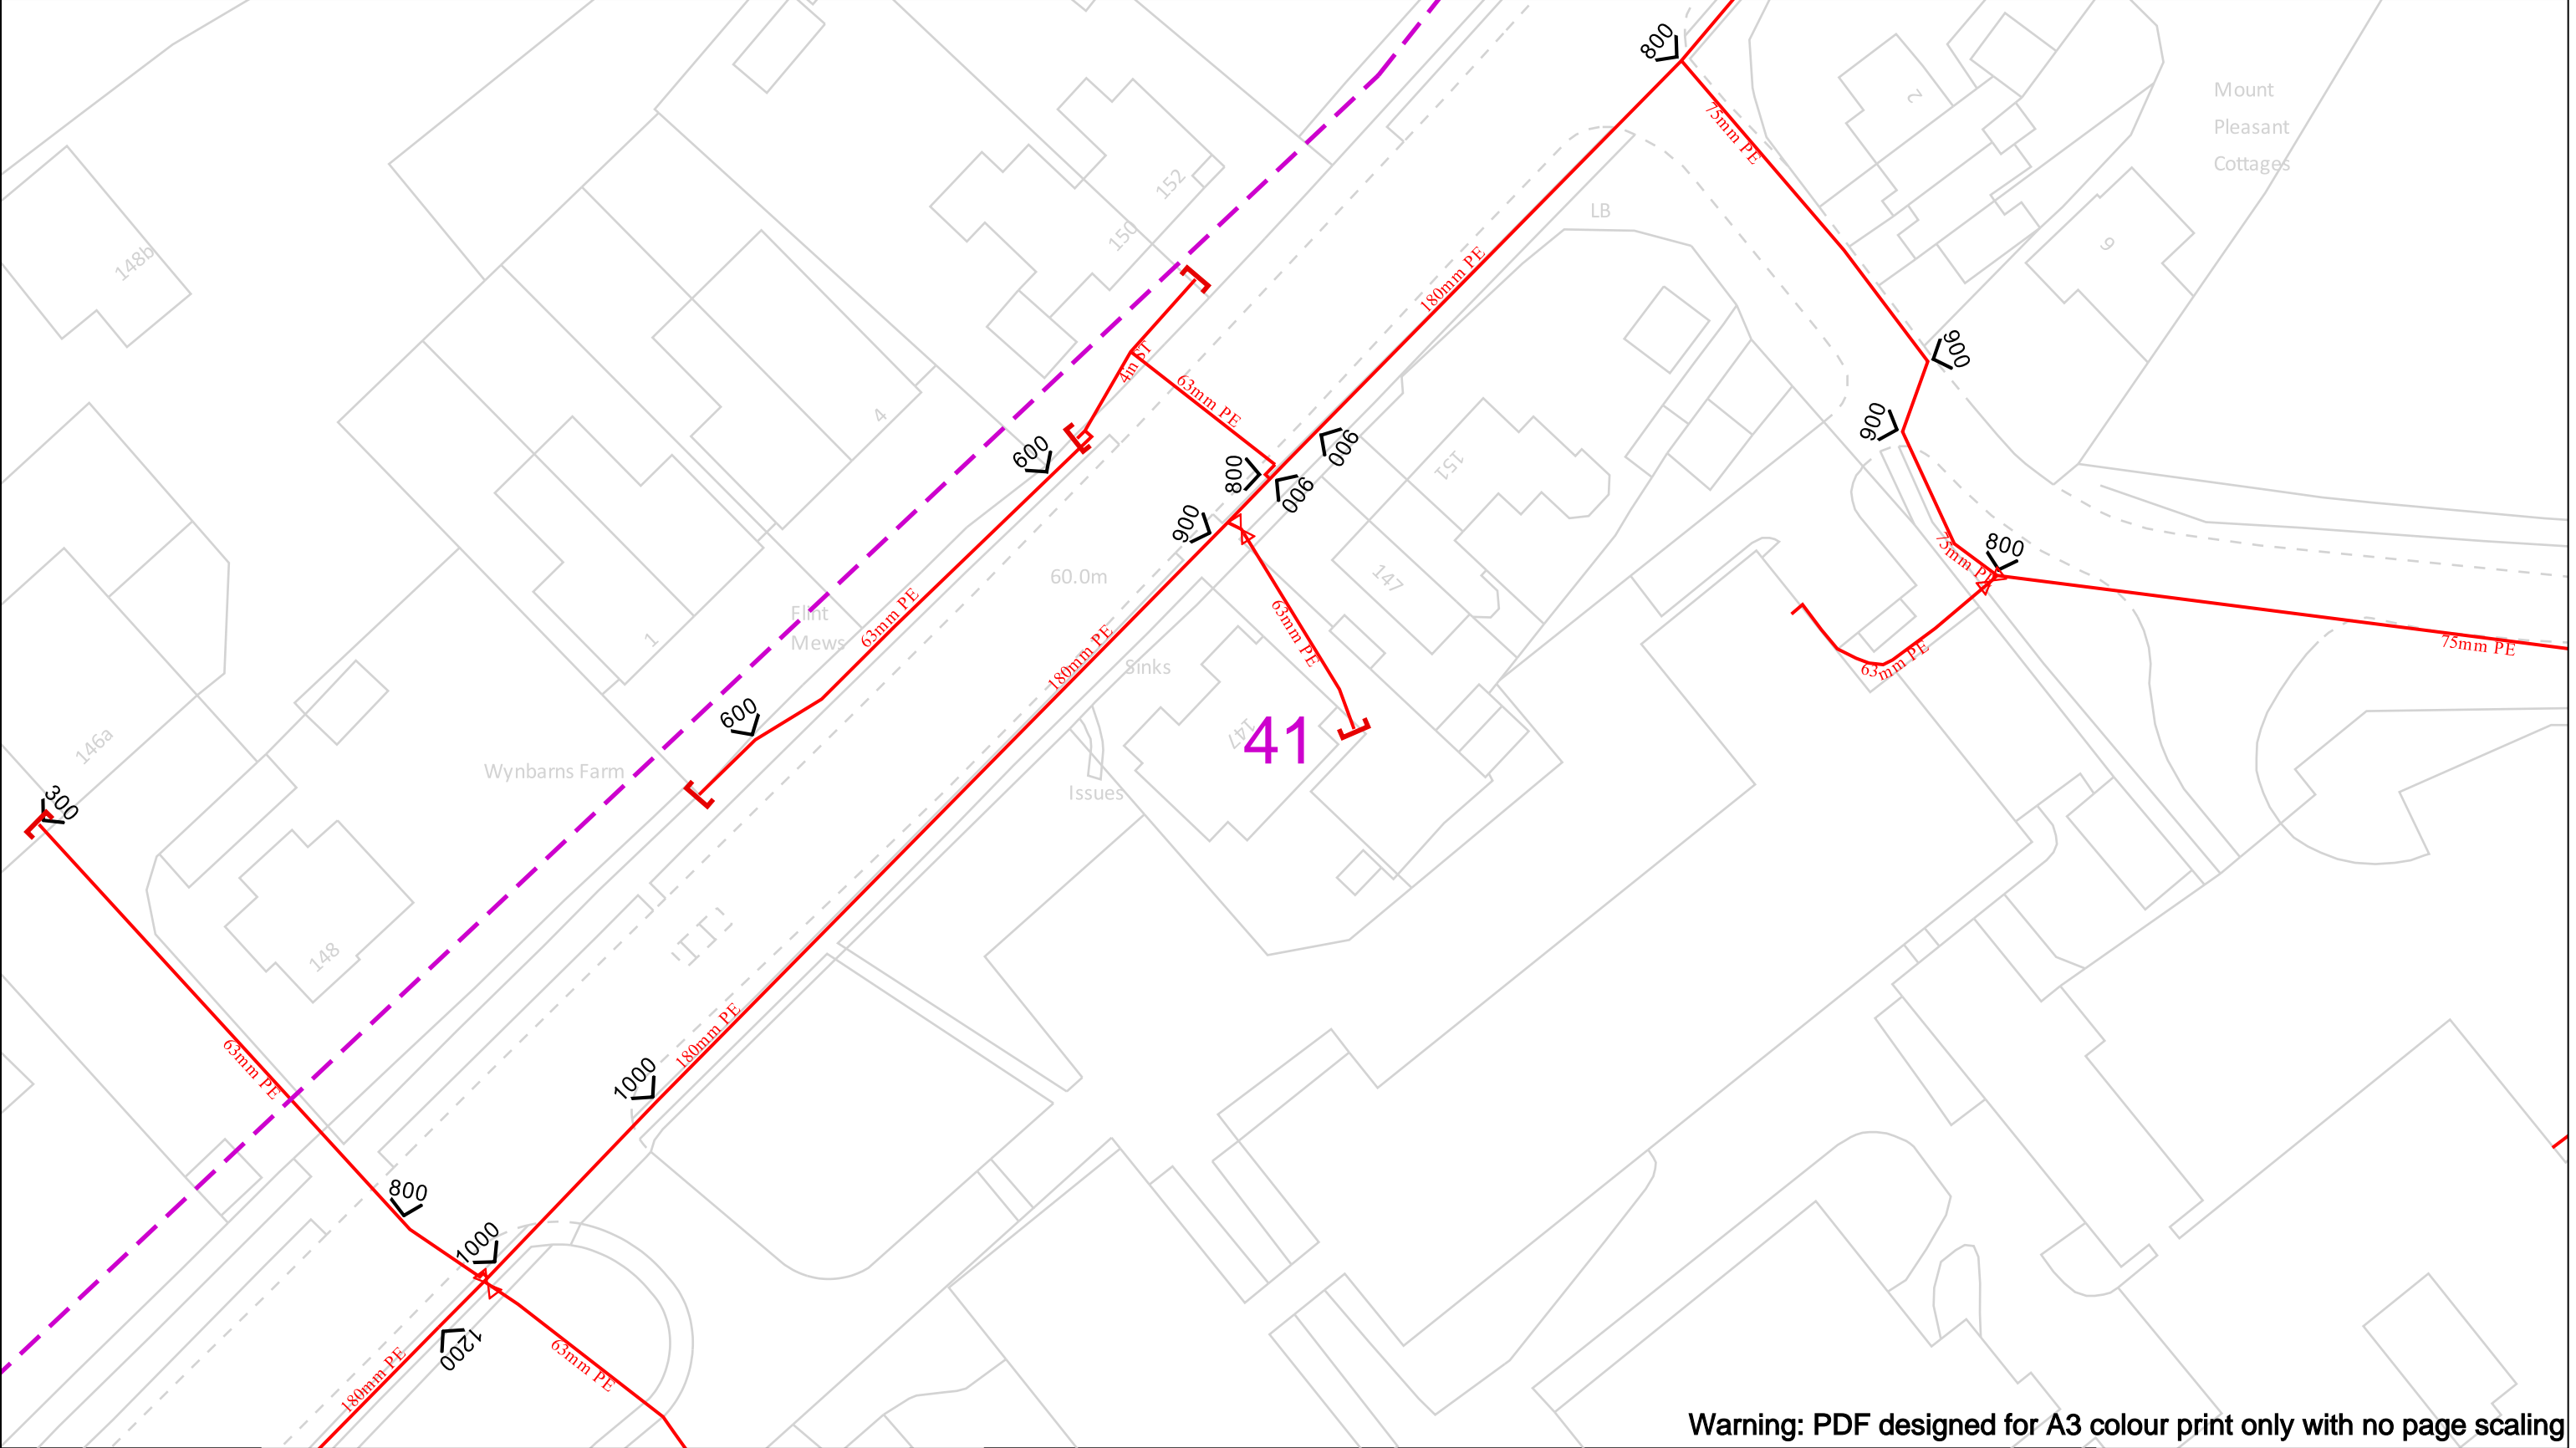 800
Mount
Pleasant
Cottages
2
75mm PE
152
LB
150
148b
180mm PE
9
900
4in ST
63mm PE
4
900
600
900
151
800
900
900
800
75mm PE
60.0m
147
Flint
Mews
63mm PE
1
63mm PE
75mm PE
180mm PE
Sinks
63mm PE
600
147
41
146a
Wynbarns Farm
Issues
300
148
180mm PE
63mm PE
1000
800
1000
1200
180mm PE
63mm PE
Warning: PDF designed for A3 colour print only with no page scaling